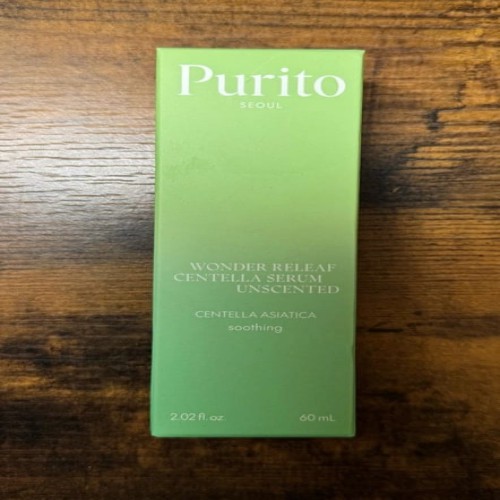 Purito
SEOUL
WONDER RELEAF
CENTELLA SERUM
UNSCENTED
CENTELLA ASIATICA
soothing
2.02 fl. oz. 60 mL